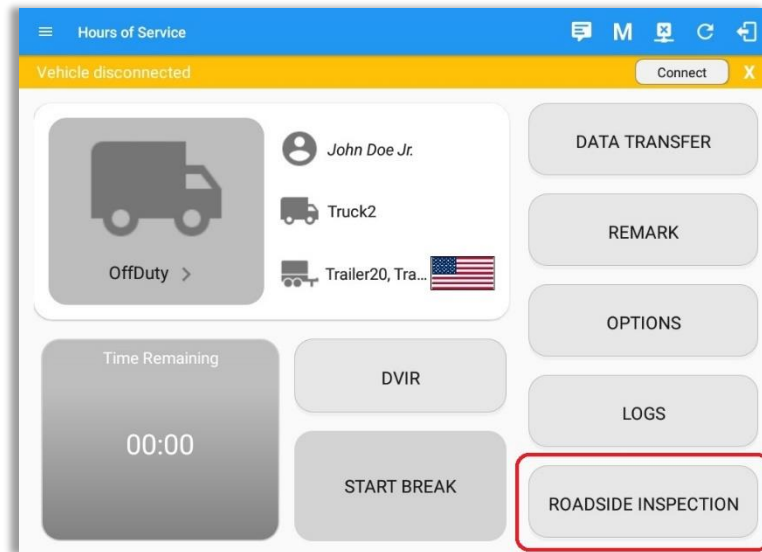 Hours of Service
M
Vehicle disconnected
Connect
X
John Doe Jr.
Truck2
Trailer20, Tra...
OffDuty >
Time Remaining
00:00
DVIR
START BREAK
DATA TRANSFER
REMARK
OPTIONS
LOGS
ROADSIDE INSPECTION